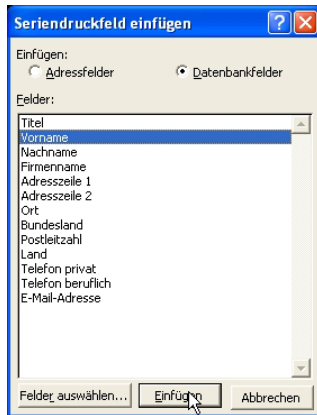 Seriendruckfeld einfügen
Einfügen:
Adressfelder Datenbankfelder
Felder:
Titel
Vorname
Nachname
Firmenname
Adresszeile 1
Adresszeile 2
Ort
Bundesland
Postleitzahl
Land
Telefon privat
Telefon beruflich
E-Mail-Adresse
Felder auswählen... Einfügen Abbrechen